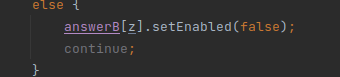 else {
answerB[z].setEnabled(false);
continue;
}